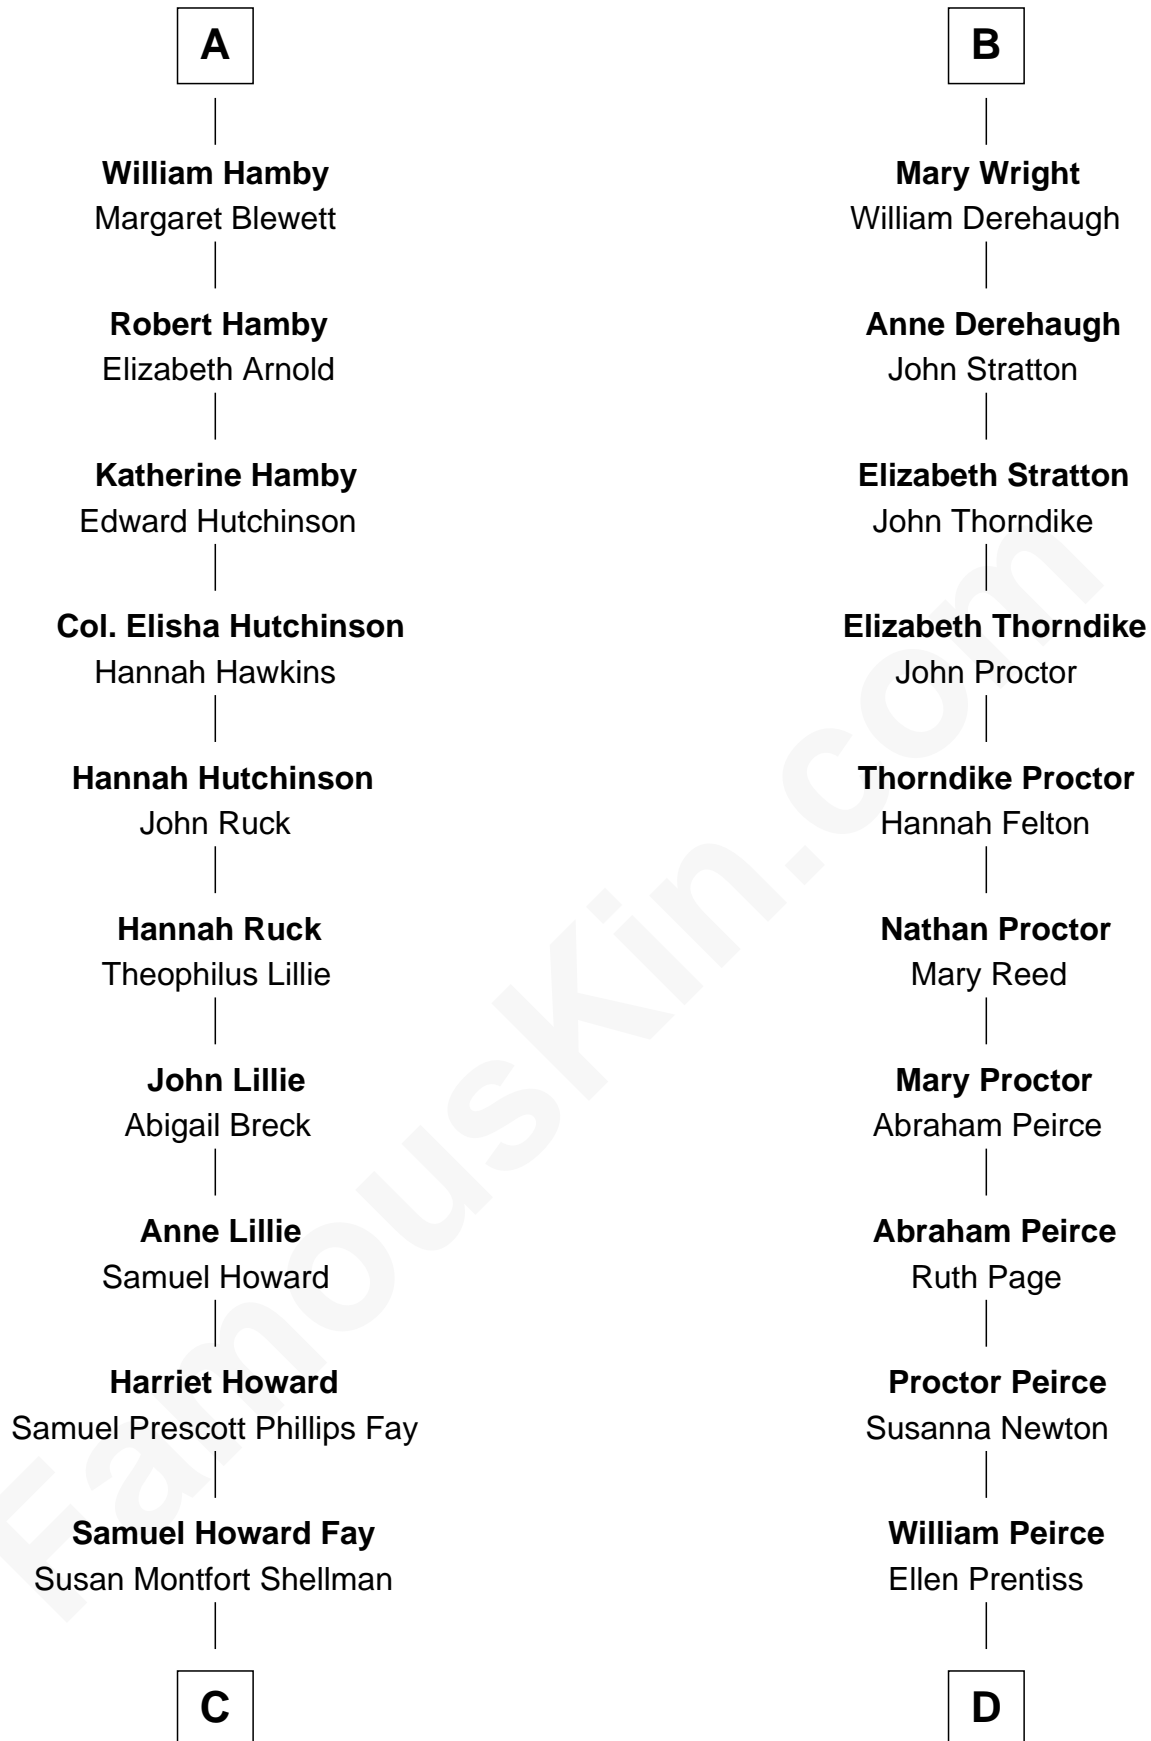 A
William Hamby
Margaret Blewett
Robert Hamby
Elizabeth Arnold
Katherine Hamby
Edward Hutchinson
Col. Elisha Hutchinson
Hannah Hawkins
Hannah Hutchinson
John Ruck
Hannah Ruck
Theophilus Lillie
John Lillie
Abigail Breck
Anne Lillie
Samuel Howard
Harriet Howard
Samuel Prescott Phillips Fay
Samuel Howard Fay
Susan Montfort Shellman
C
B
Mary Wright
William Derehaugh
Anne Derehaugh
John Stratton
Elizabeth Stratton
John Thorndike
Elizabeth Thorndike
John Proctor
Thorndike Proctor
Hannah Felton
Nathan Proctor
Mary Reed
Mary Proctor
Abraham Peirce
Abraham Peirce
Ruth Page
Proctor Peirce
Susanna Newton
William Peirce
Ellen Prentiss
D
FamousKin.com